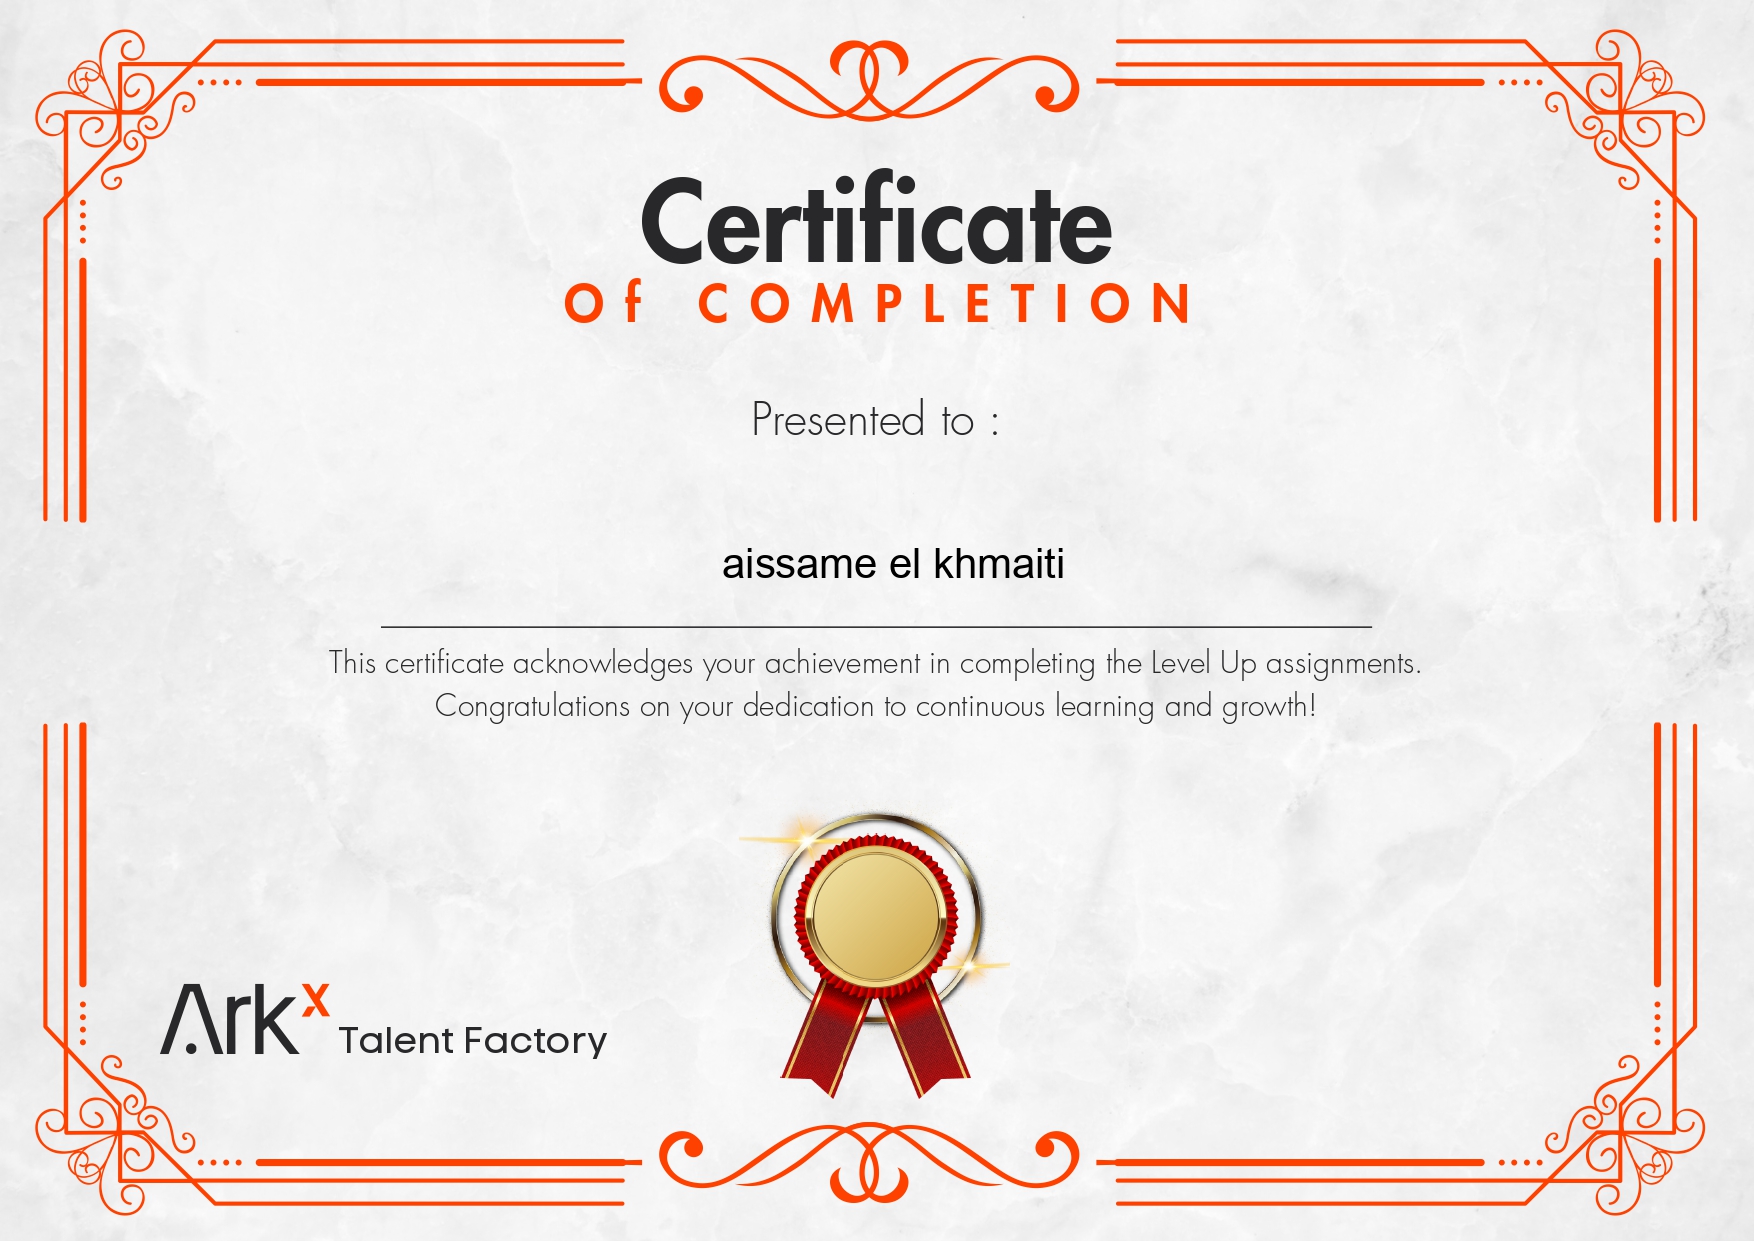 Certificate
Of COMPLETION
Presented to :
aissame el khmaiti
This certificate acknowledges your achievement in completing the Level Up assignments.
Congratulations on your dedication to continuous learning and growth!
Ark x Talent Factory